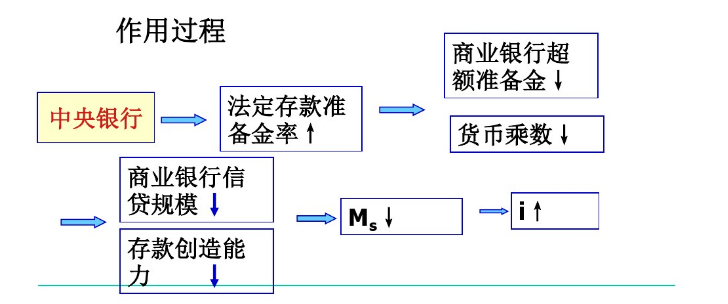 作用过程
中央银行
法定存款准
备金率↑
商业银行超
额准备金↓
货币乘数↓
商业银行信
贷规模↓
存款创造能
力↓
Ms↓
i↑